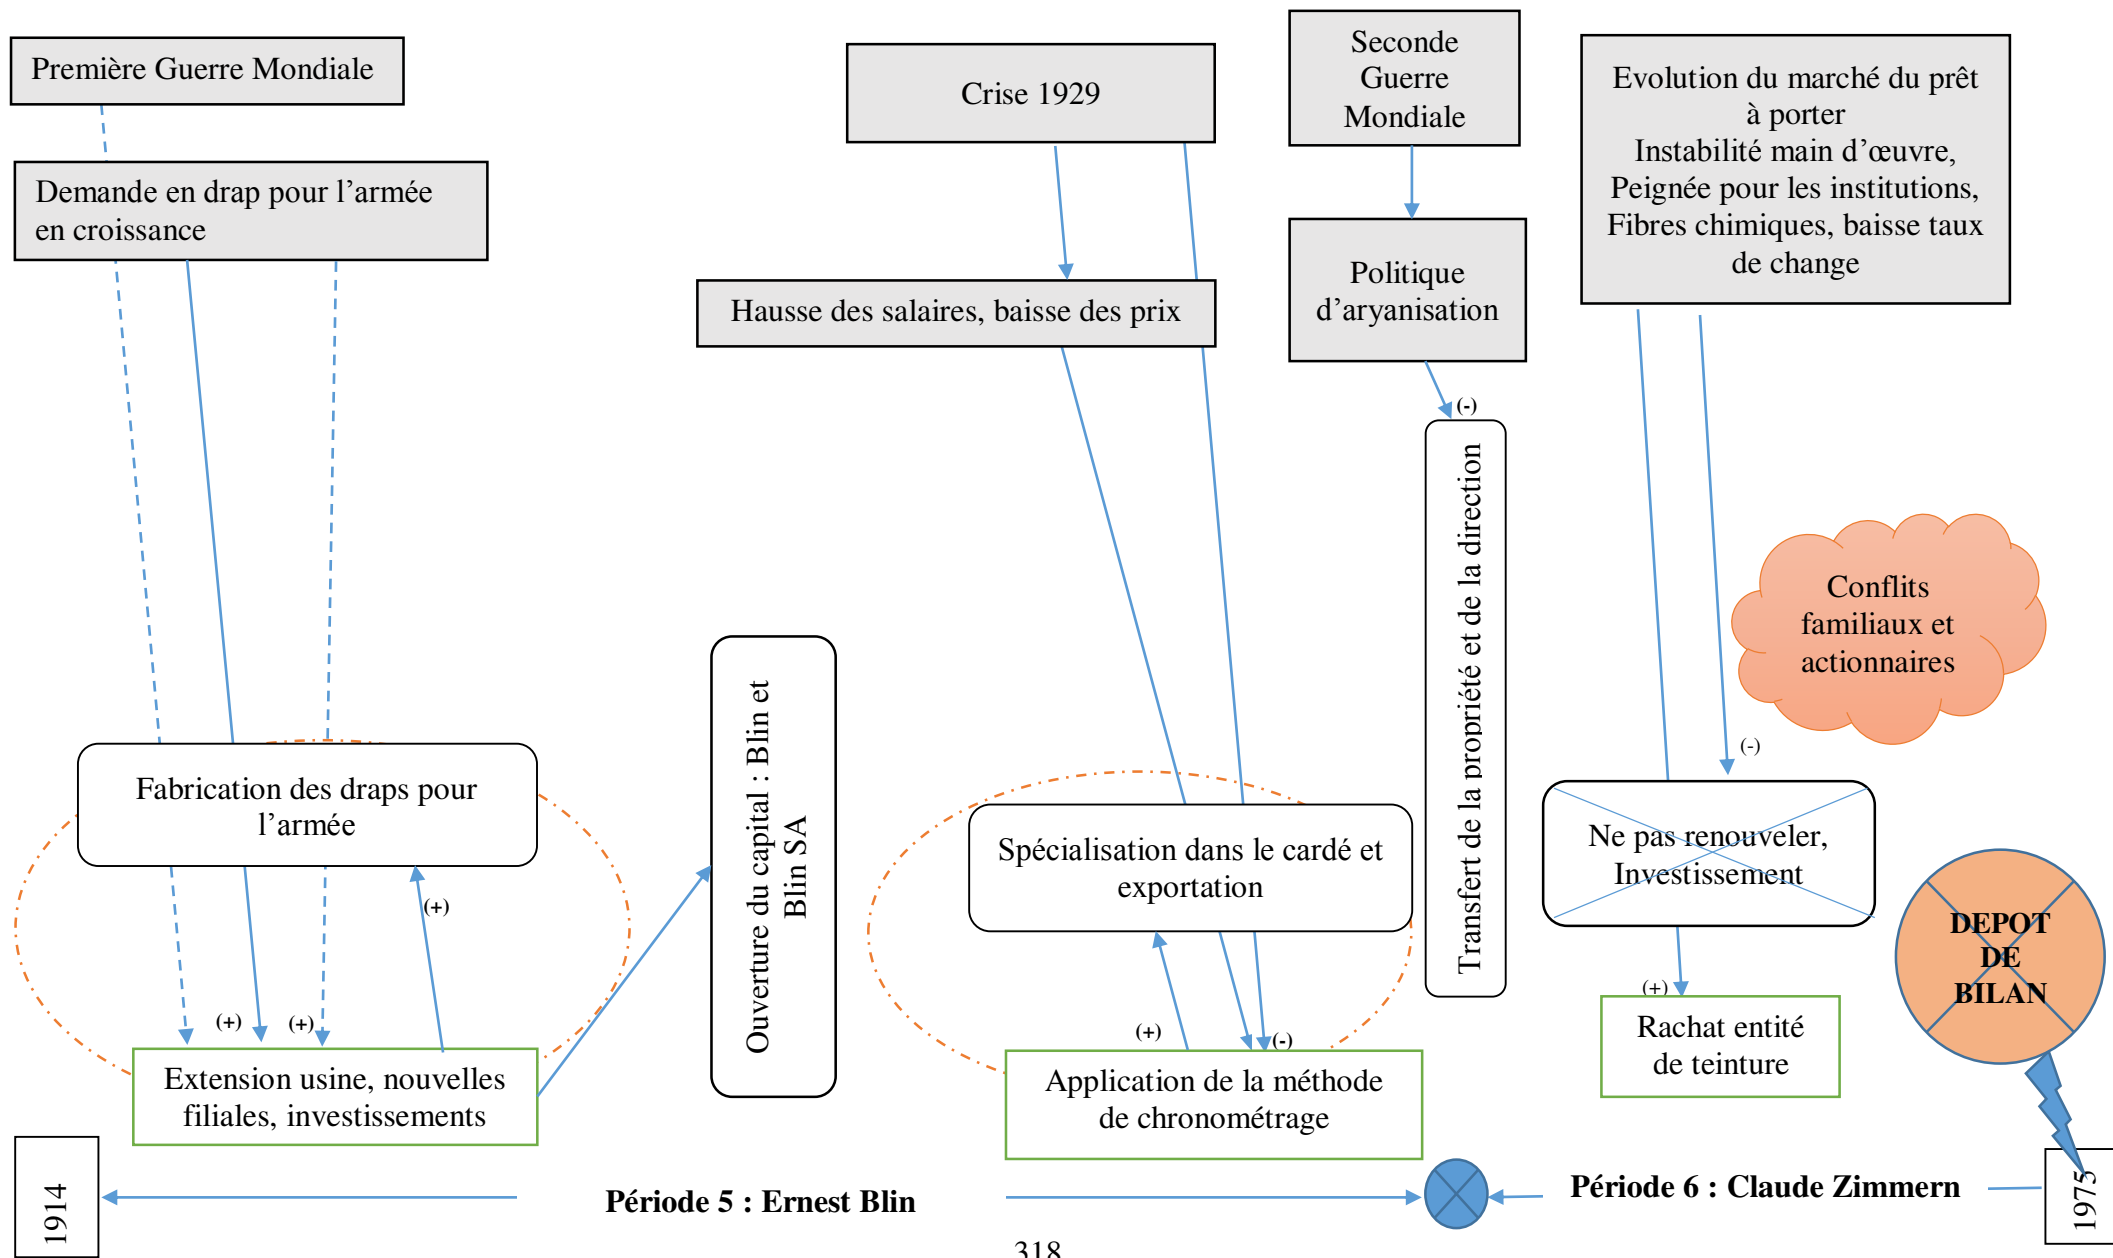 Première Guerre Mondiale
Demande en drap pour l’armée
en croissance
Crise 1929
Hausse des salaires, baisse des prix
Seconde
Guerre
Mondiale
Politique
d’aryanisation
(-)
Evolution du marché du prêt
à porter
Instabilité main d’œuvre,
Peignée pour les institutions,
Fibres chimiques, baisse taux
de change
Fabrication des draps pour
l’armée
(+)
(+)
(+)
Extension usine, nouvelles
filiales, investissements
Ouverture du capital : Blin et
Blin SA
Spécialisation dans le cardé et
exportation
(+)
(-)
Application de la méthode
de chronométrage
Transfert de la propriété et de la direction
Conflits
familiaux et
actionnaires
(-)
Ne pas renouveler,
Investissement
(+)
Rachat entité
de teinture
DEPOT
DE
BILAN
1914
Période 5 : Ernest Blin
Période 6 : Claude Zimmern
1975
318